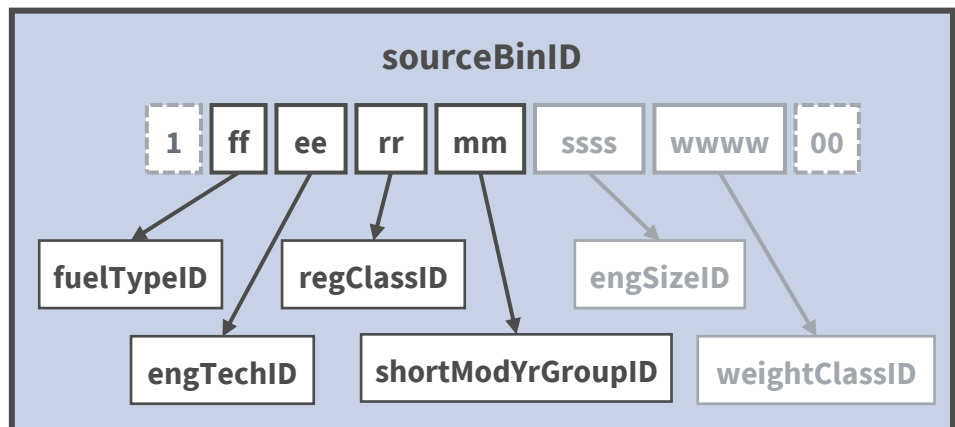 sourceBinID
1 ff ee rr mm ssss wwww 00
fuelTypeID regClassID engSizeID
engTechID shortModYrGroupID weightClassID